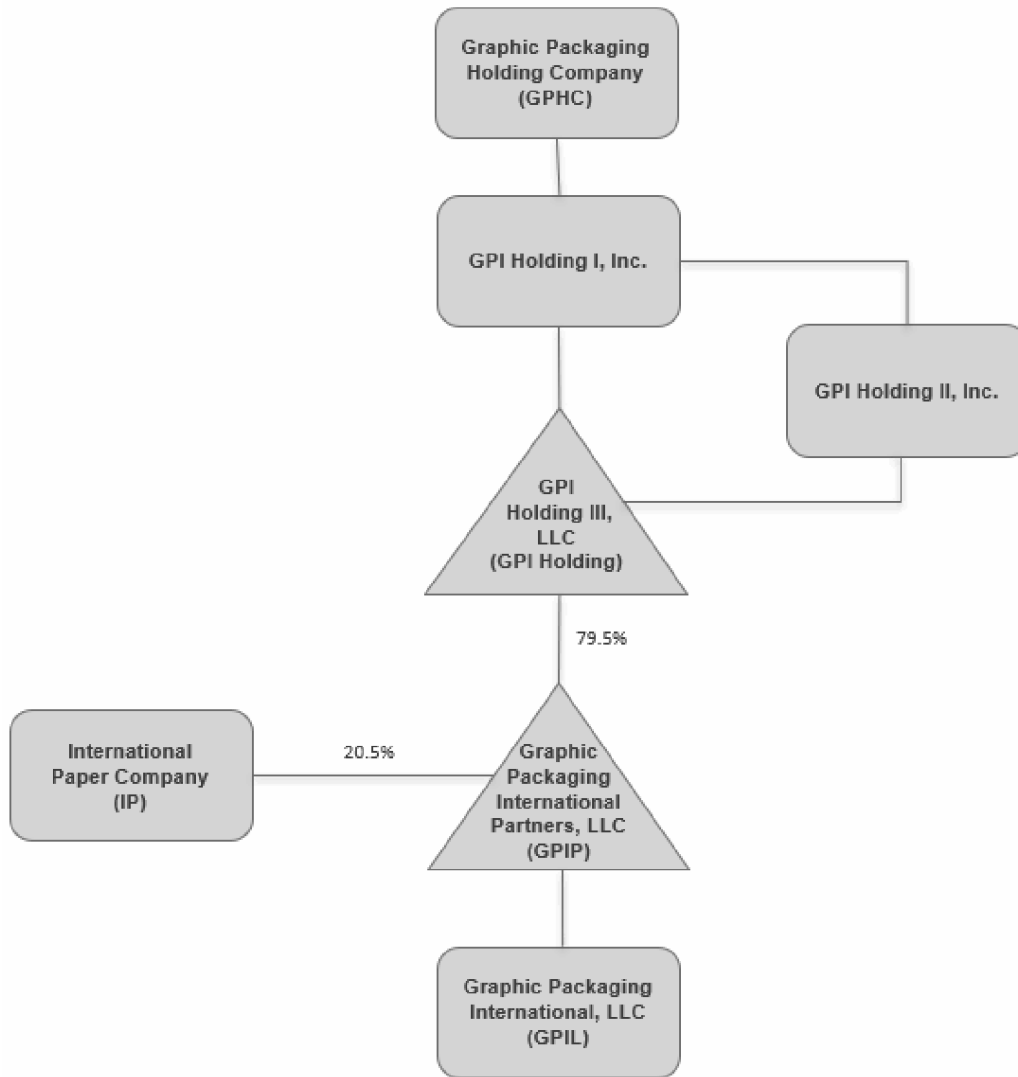 Graphic Packaging
Holding Company
(GPHC)
GPI Holding I, Inc.
GPI Holding II, Inc.
GPI
Holding III,
LLC
(GPI Holding)
79.5%
International
Paper Company
(IP)
20.5%
Graphic
Packaging
International
Partners, LLC
(GPIP)
Graphic Packaging
International, LLC
(GPIL)